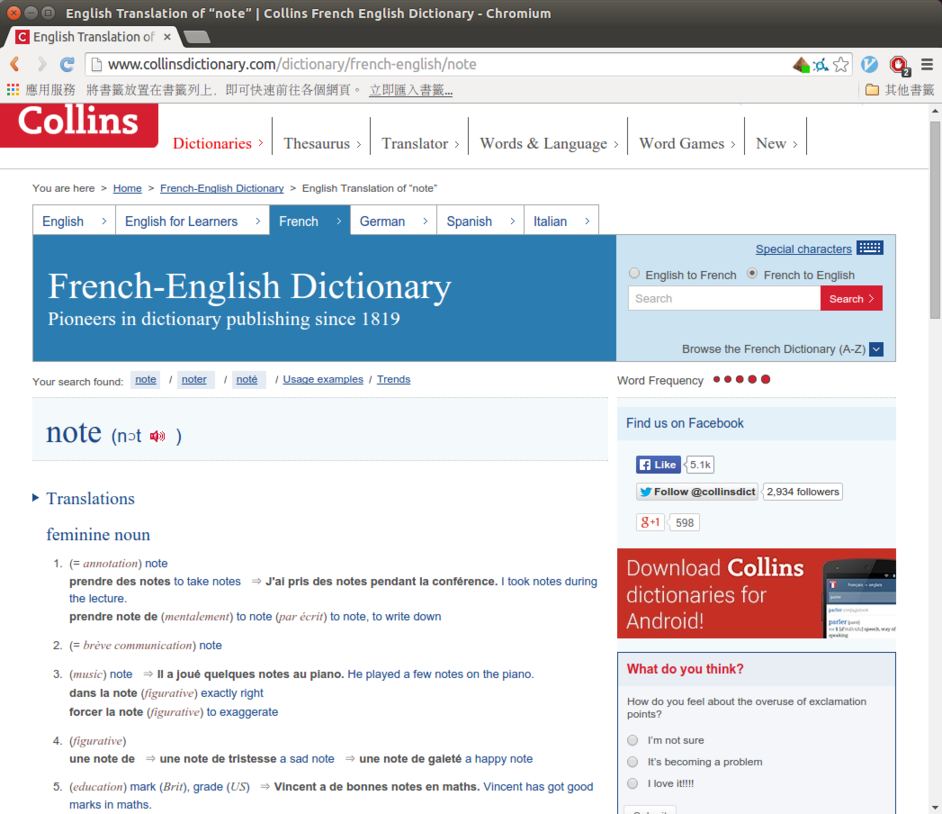 English Translation of “note” | Collins French English Dictionary - Chromium
English Translation of
www.collinsdictionary.com/dictionary/french-english/note
2
應用服務 將書籤放置在書籤列上，即可快速前往各個網頁。 立即匯入書籤... 其他書籤
Collins
Dictionaries Thesaurus Translator Words & Language Word Games New
You are here > Home > French-English Dictionary > English Translation of “note”
English English for Learners French German Spanish Italian
French-English Dictionary
Pioneers in dictionary publishing since 1819
Special characters
English to French French to English
Search Search
Browse the French Dictionary (A-Z)
Your search found: note / noter / noté / Usage examples / Trends
Word Frequency
note (nɔt )
Translations
feminine noun
1. (= annotation) note
prendre des notes to take notes ⇒ J'ai pris des notes pendant la conférence. I took notes during
the lecture.
prendre note de (mentalement) to note (par écrit) to note, to write down
2. (= brève communication) note
3. (music) note ⇒ Il a joué quelques notes au piano. He played a few notes on the piano.
dans la note (figurative) exactly right
forcer la note (figurative) to exaggerate
4. (figurative)
une note de ⇒ une note de tristesse a sad note ⇒ une note de gaieté a happy note
5. (education) mark (Brit), grade (US) ⇒ Vincent a de bonnes notes en maths. Vincent has got good
marks in maths.
Find us on Facebook
Like 5.1k
Follow @collinsdict 2,934 followers
g+1 598
Download Collins
dictionaries for
Android!
parler
What do you think?
How do you feel about the overuse of exclamation
points?
I'm not sure
It's becoming a problem
I love it!!!!